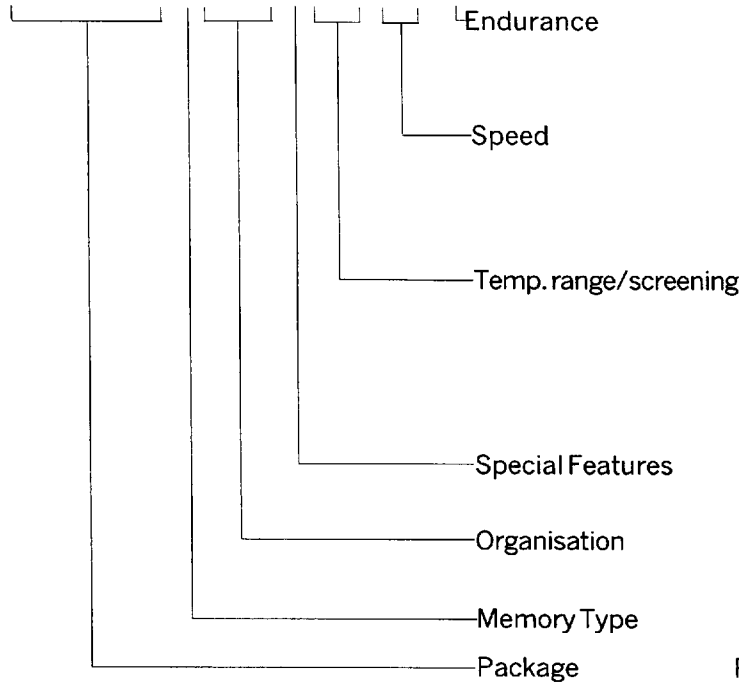 Endurance
Speed
Temp. range/screening
Special Features
Organisation
Memory Type
Package